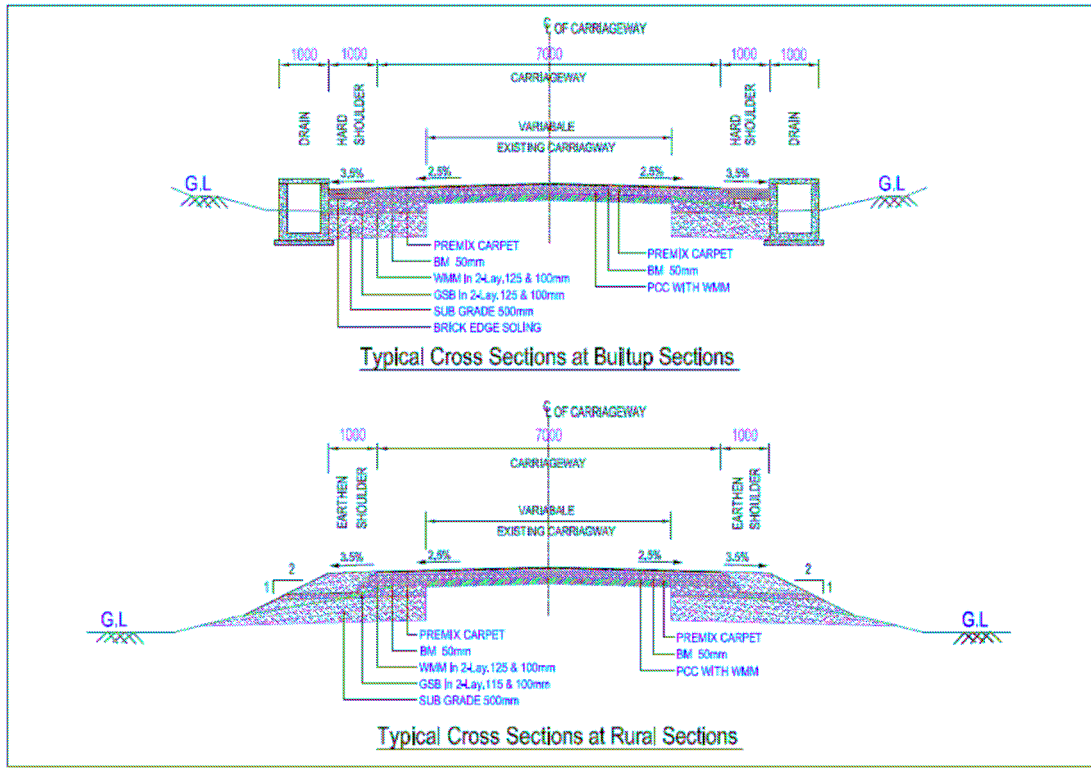 ℄ OF CARRIAGEWAY
1000 1000 7000 1000 1000
CARRIAGEWAY
DRAIN
HARD
SHOULDER
HARD
SHOULDER
DRAIN
VARIABALE
EXISTING CARRIAGWAY
3.5% 2.5% 2.5% 3.5%
G.L G.L
PREMIX CARPET
BM 50mm
WMM In 2-Lay,125 & 100mm
GSB In 2-Lay,125 & 100mm
SUB GRADE 500mm
BRICK EDGE SOLING
PREMIX CARPET
BM 50mm
PCC WITH WMM
Typical Cross Sections at Builtup Sections
℄ OF CARRIAGEWAY
1000 7000 1000
CARRIAGEWAY
EARTHEN
SHOULDER
EARTHEN
SHOULDER
VARIABALE
EXISTING CARRIAGWAY
3.5% 2.5% 2.5% 3.5%
2 2
1 1
G.L G.L
PREMIX CARPET
BM 50mm
WMM In 2-Lay,125 & 100mm
GSB In 2-Lay,115 & 100mm
SUB GRADE 500mm
PREMIX CARPET
BM 50mm
PCC WITH WMM
Typical Cross Sections at Rural Sections